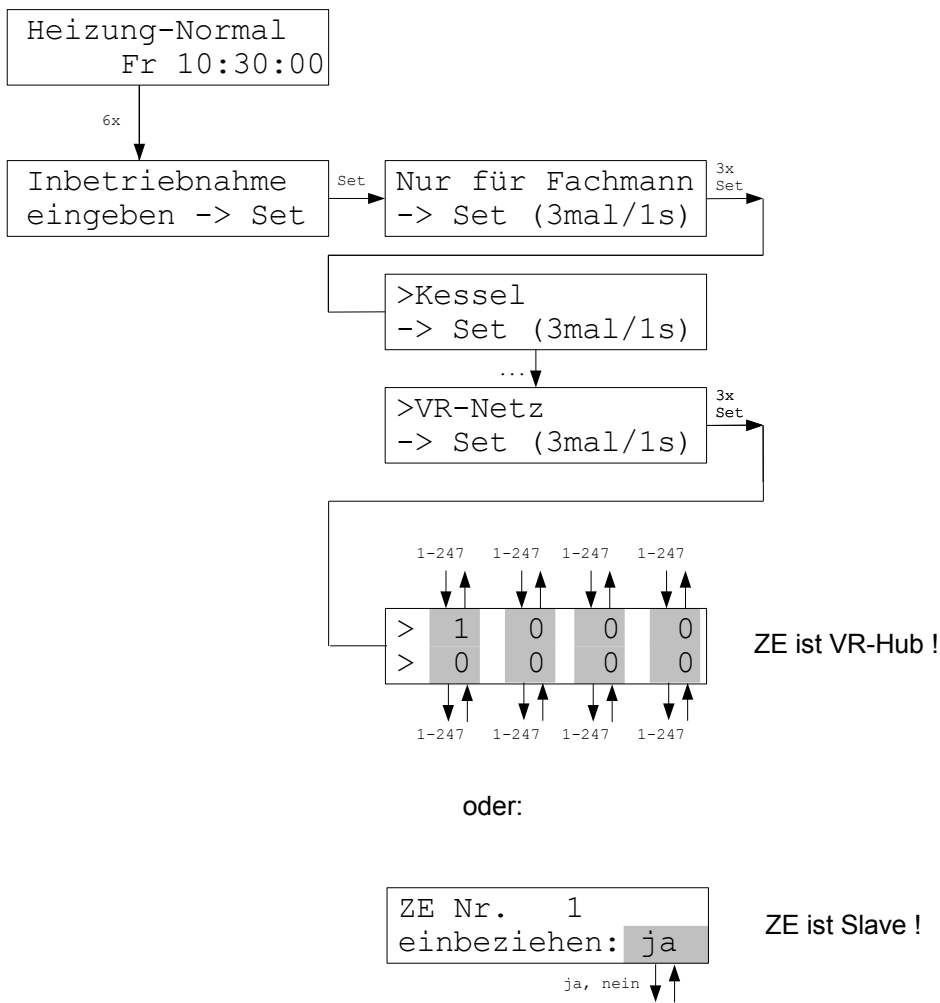 Heizung-Normal
Fr 10:30:00
6x
Inbetriebnahme
eingeben -> Set
Set
Nur für Fachmann
-> Set (3mal/1s)
3x
Set
>Kessel
-> Set (3mal/1s)
...
>VR-Netz
-> Set (3mal/1s)
3x
Set
1-247 1-247 1-247 1-247
> 1 0 0 0
> 0 0 0 0
1-247 1-247 1-247 1-247
ZE ist VR-Hub !
oder:
ZE Nr. 1
einbeziehen: ja
ja, nein
ZE ist Slave !